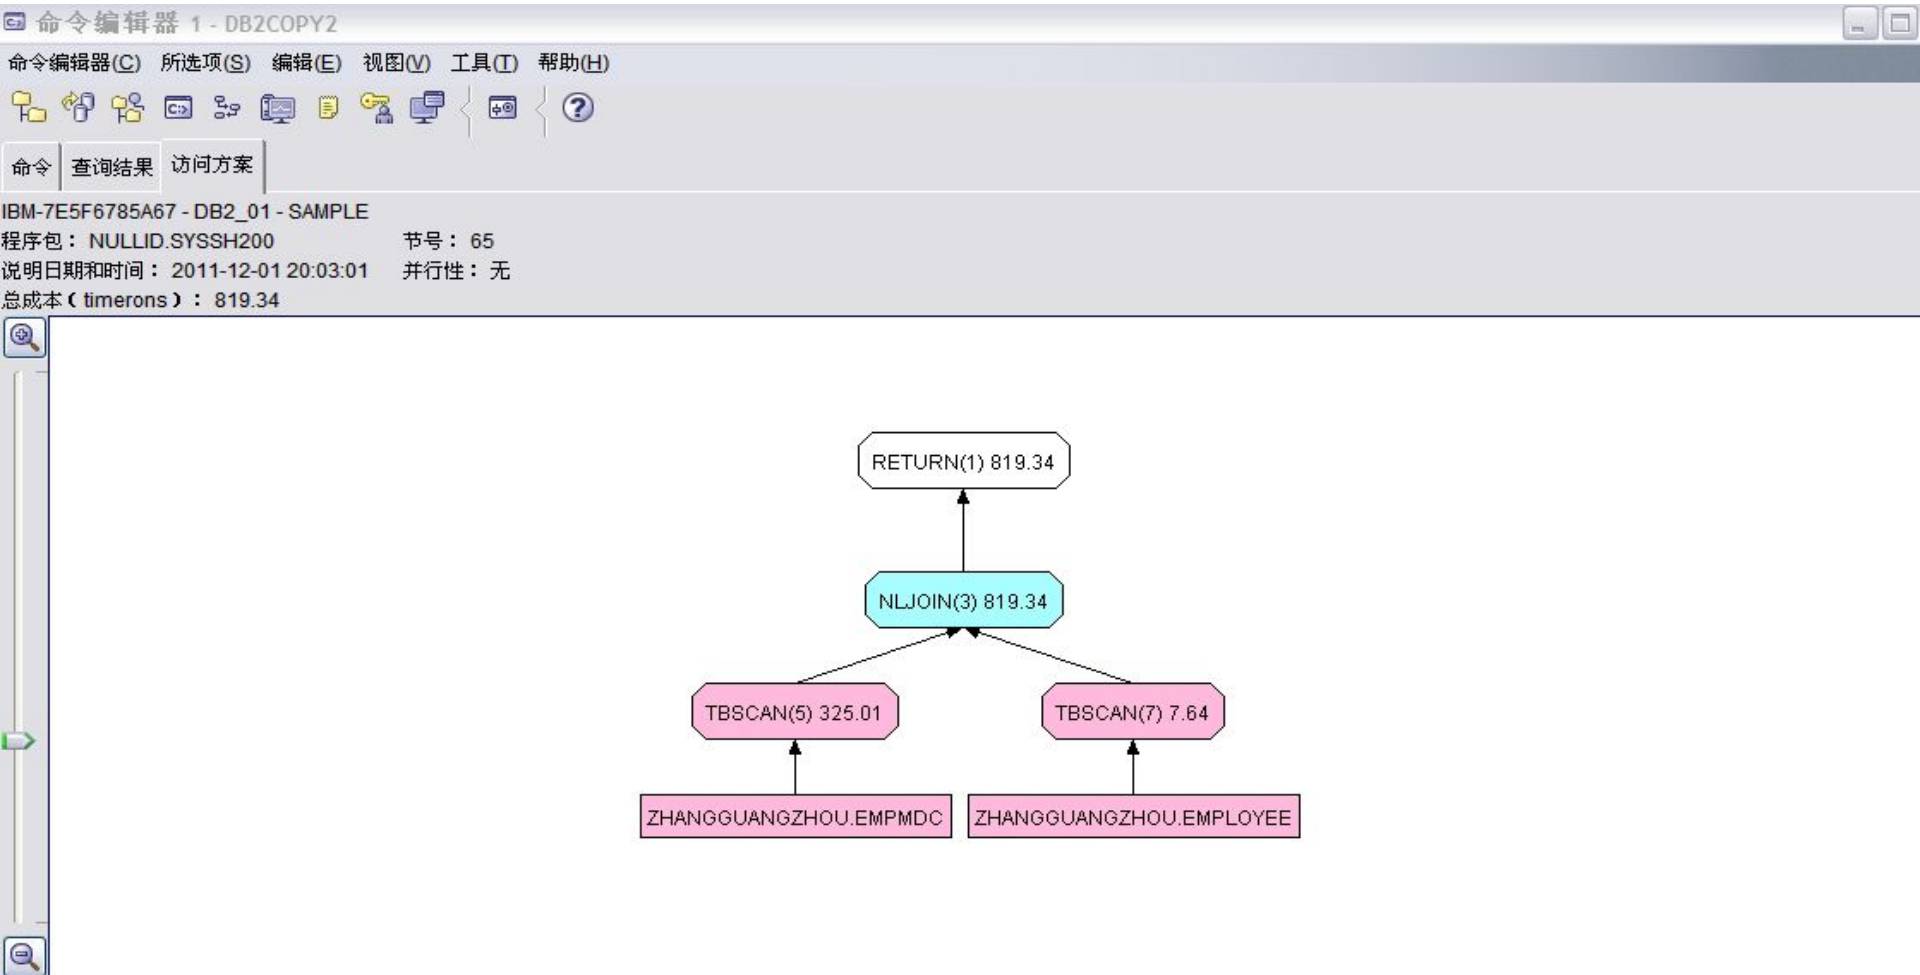 命令编辑器 1 - DB2COPY2
命令编辑器(C) 所选项(S) 编辑(E) 视图(V) 工具(T) 帮助(H)
命令 查询结果 访问方案
IBM-7E5F6785A67 - DB2_01 - SAMPLE
程序包： NULLID.SYSSH200 节号： 65
说明日期和时间： 2011-12-01 20:03:01 并行性： 无
总成本（timerons）： 819.34
RETURN(1) 819.34
NLJOIN(3) 819.34
TBSCAN(5) 325.01 TBSCAN(7) 7.64
ZHANGGUANGZHOU.EMPMDC ZHANGGUANGZHOU.EMPLOYEE